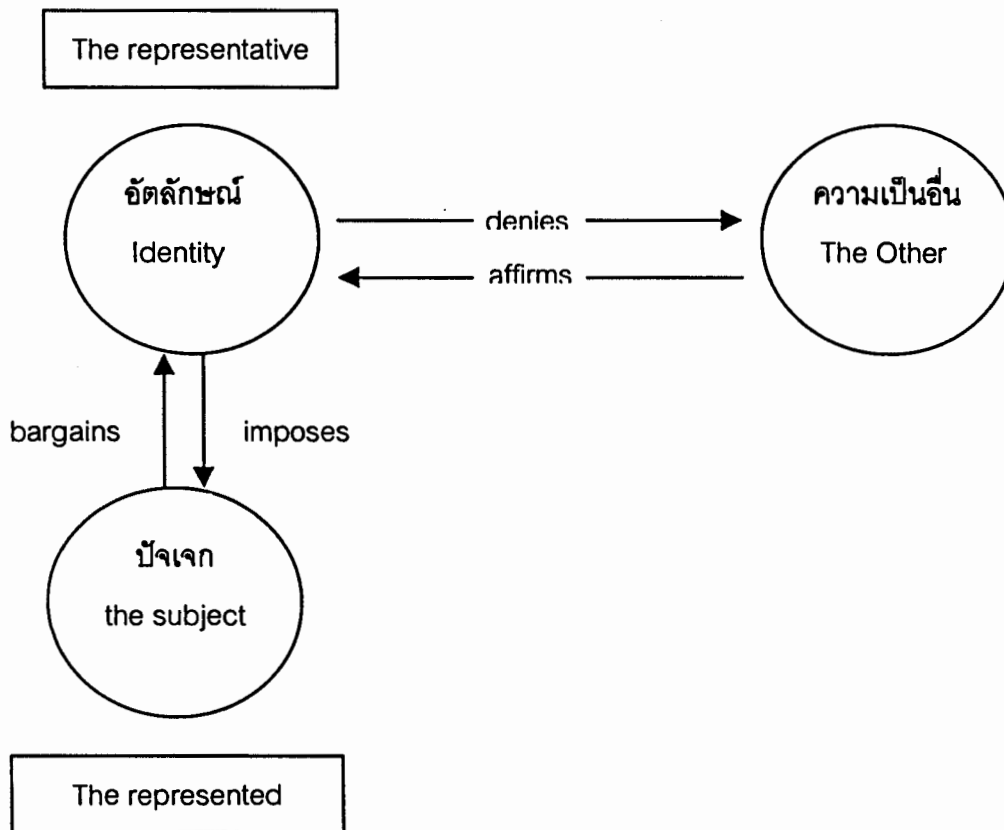 The representative
อัตลักษณ์
Identity
denies
affirms
ความเป็นอื่น
The Other
bargains
imposes
ปัจเจก
the subject
The represented